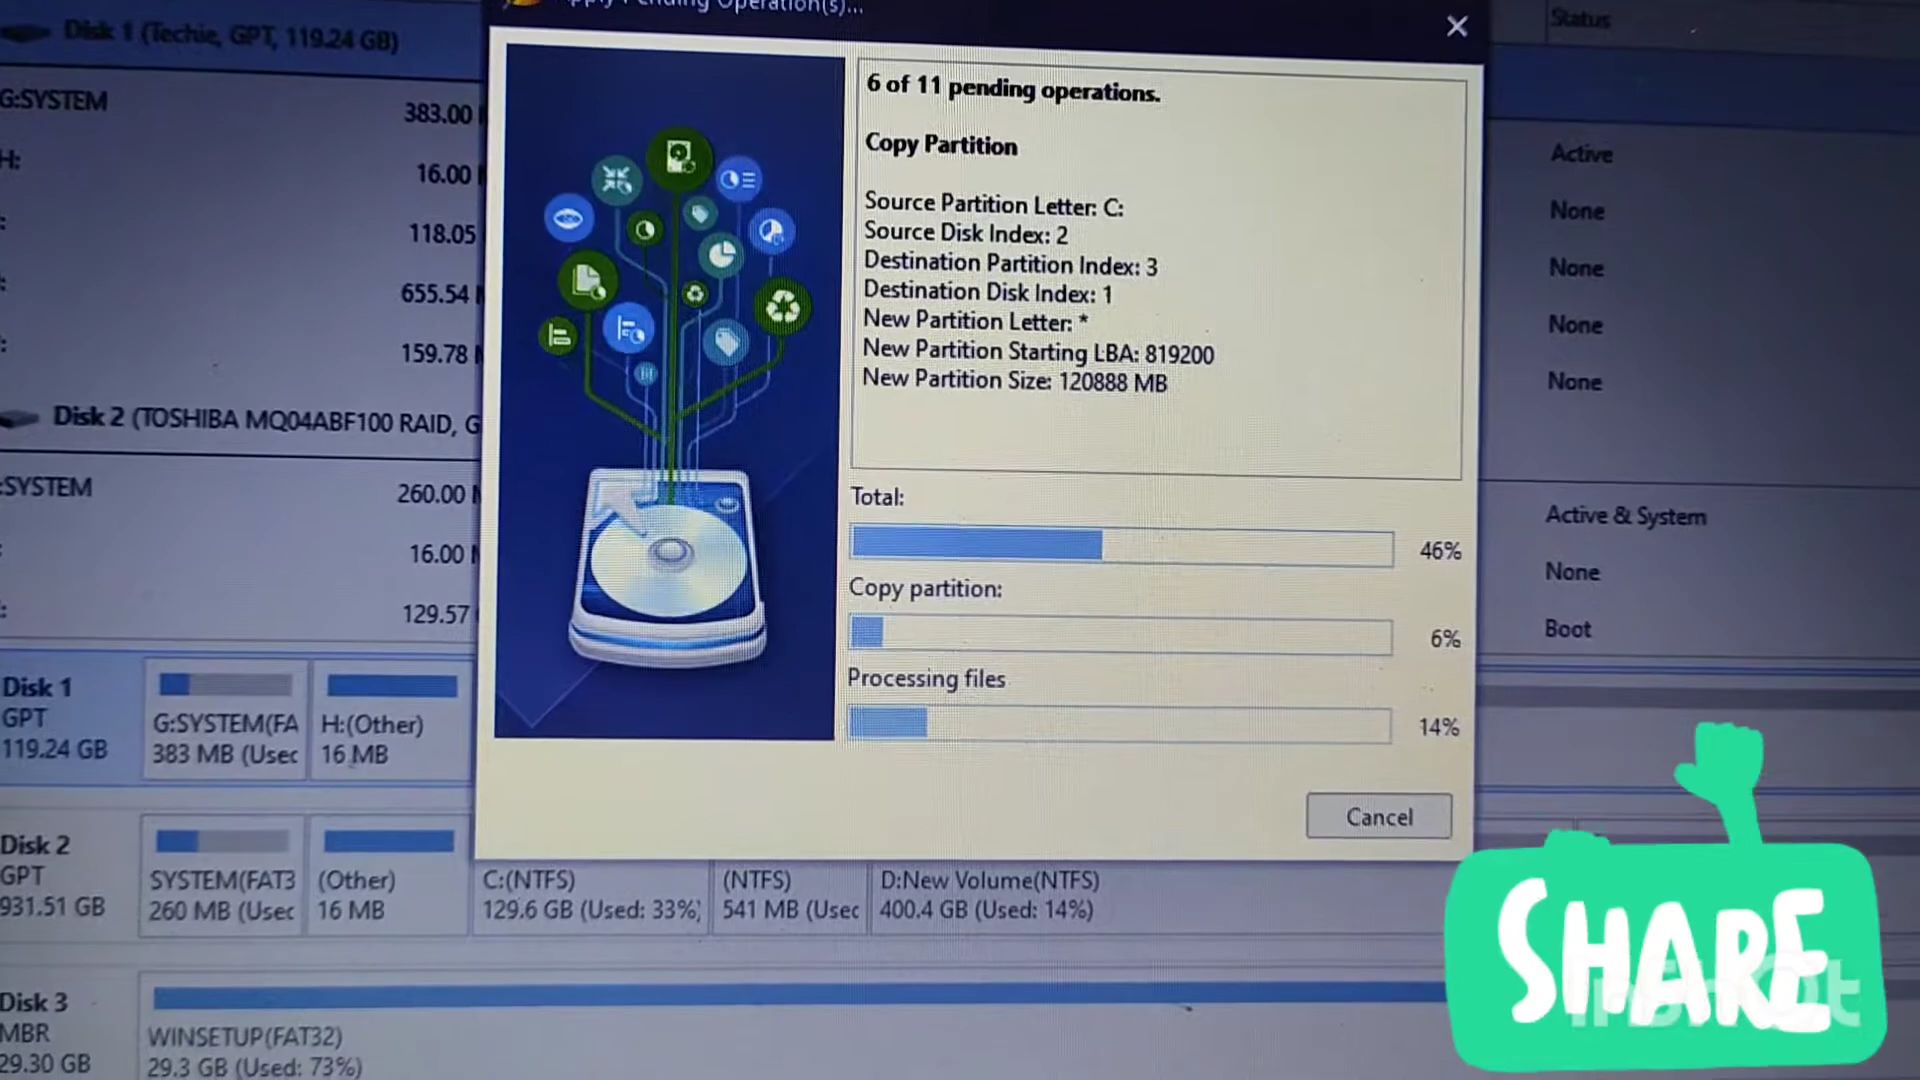 Apply Pending Operation(s)...
Disk 1 (Techie, GPT, 119.24 GB)
Status
G:SYSTEM
383.00
H:
16.00
118.05
655.54
159.78
Active
None
None
None
None
Disk 2 (TOSHIBA MQ04ABF100 RAID, G
:SYSTEM
260.00
16.00
129.57
Active & System
None
Boot
6 of 11 pending operations.
Copy Partition
Source Partition Letter: C:
Source Disk Index: 2
Destination Partition Index: 3
Destination Disk Index: 1
New Partition Letter: *
New Partition Starting LBA: 819200
New Partition Size: 120888 MB
Total:
46%
Copy partition:
6%
Processing files
14%
Cancel
Disk 1
GPT
119.24 GB
G:SYSTEM(FA
383 MB (Usec
H:(Other)
16 MB
Disk 2
GPT
931.51 GB
SYSTEM(FAT3
260 MB (Usec
(Other)
16 MB
C:(NTFS)
129.6 GB (Used: 33%)
(NTFS)
541 MB (Usec
D:New Volume(NTFS)
400.4 GB (Used: 14%)
Disk 3
MBR
29.30 GB
WINSETUP(FAT32)
29.3 GB (Used: 73%)
SHARE
InShOt